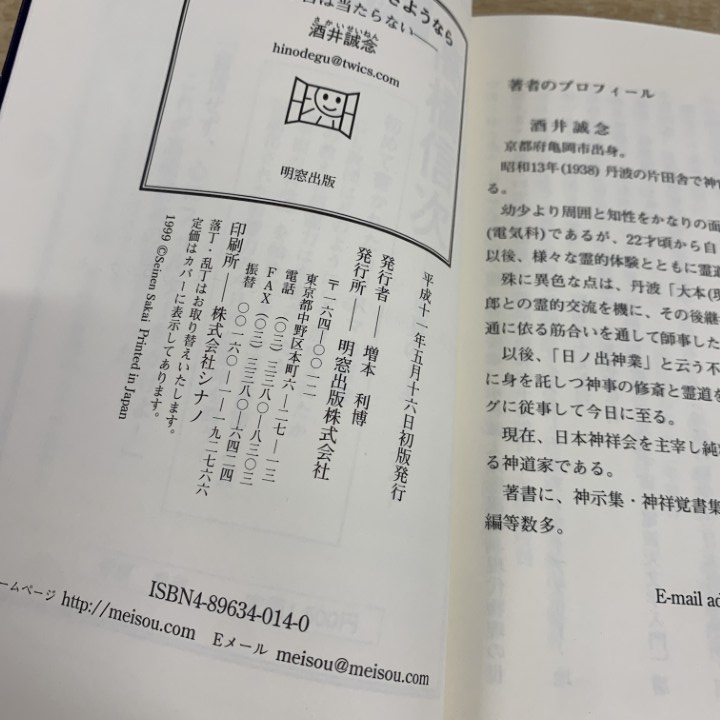 さようなら
は当たらない――
さかいせいねん
酒井誠念
hinodegu@twics.com
明窓出版
平成十一年五月十六日初版発行
発行者――増本 利博
発行所――明窓出版株式会社
〒一六四―〇〇一二
東京都中野区本町六―二七―一三
電話 (〇三)三三八〇―八三〇三
FAX (〇三)三三八〇―六四二四
振替 〇〇一六〇―一―一九二七六六
印刷所――株式会社シナノ
落丁・乱丁はお取り替えいたします。
定価はカバーに表示してあります。
1999 ©Seinen Sakai Printed in Japan
ISBN4-89634-014-0
ームページ http://meisou.com Eメール meisou@meisou.com
著者のプロフィール
酒井誠念
京都府亀岡市出身。
昭和13年(1938) 丹波の片田舎で神
る。
幼少より周囲と知性をかなりの面
(電気科)であるが、22才頃から自
以後、様々な霊的体験とともに霊道
殊に異色な点は、丹波「大本(
郎との霊的交流を機に、その後継
通に依る筋合いを通して師事した
以後、「日ノ出神業」と云う不
に身を託しつ神事の修斎と霊道を
グに従事して今日に至る。
現在、日本神祥会を主宰し純
る神道家である。
著書に、神示集・神祥覚書集
編等数多。
E-mail ad